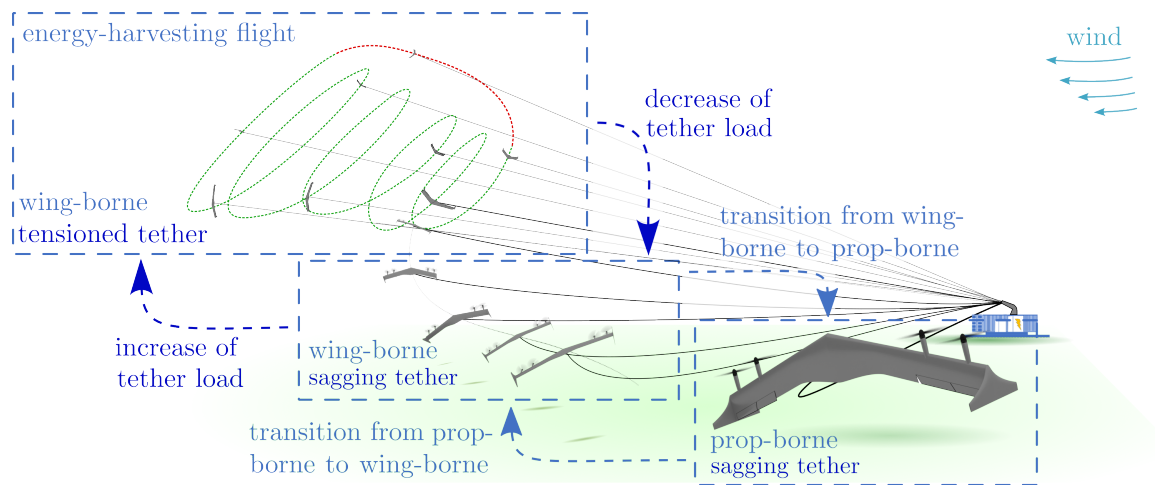 energy-harvesting flight
wind
decrease of
tether load
wing-borne
tensioned tether
transition from wing-
borne to prop-borne
increase of
tether load
wing-borne
sagging tether
transition from prop-
borne to wing-borne
prop-borne
sagging tether